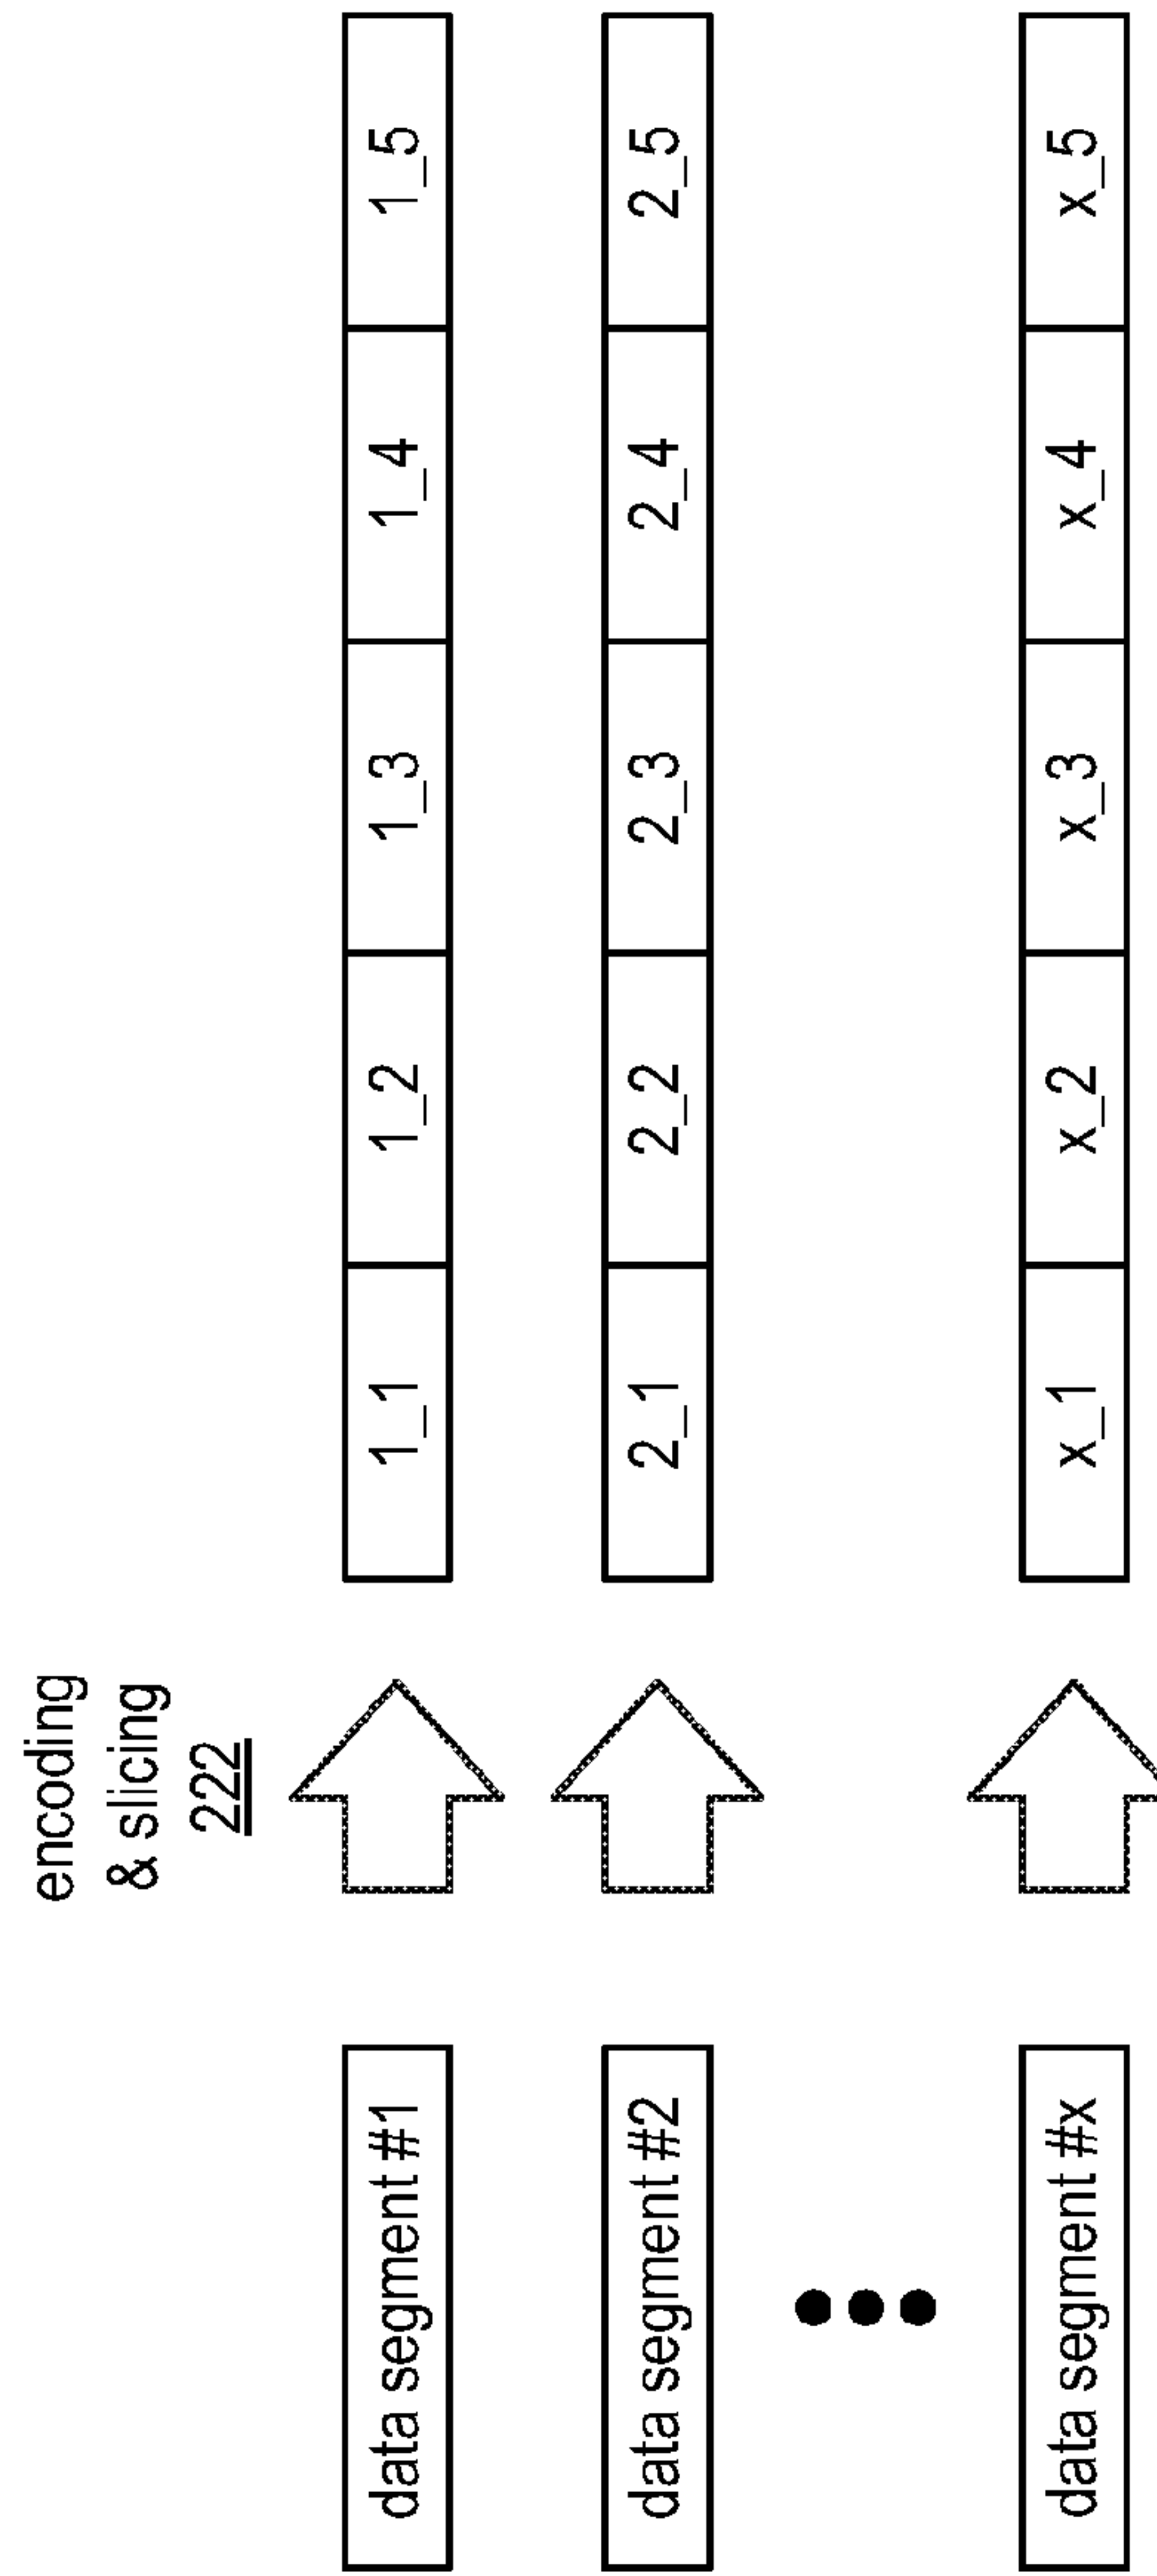 encoding
& slicing
222
data segment #1
1_1 1_2 1_3 1_4 1_5
data segment #2
2_1 2_2 2_3 2_4 2_5
data segment #x
x_1 x_2 x_3 x_4 x_5